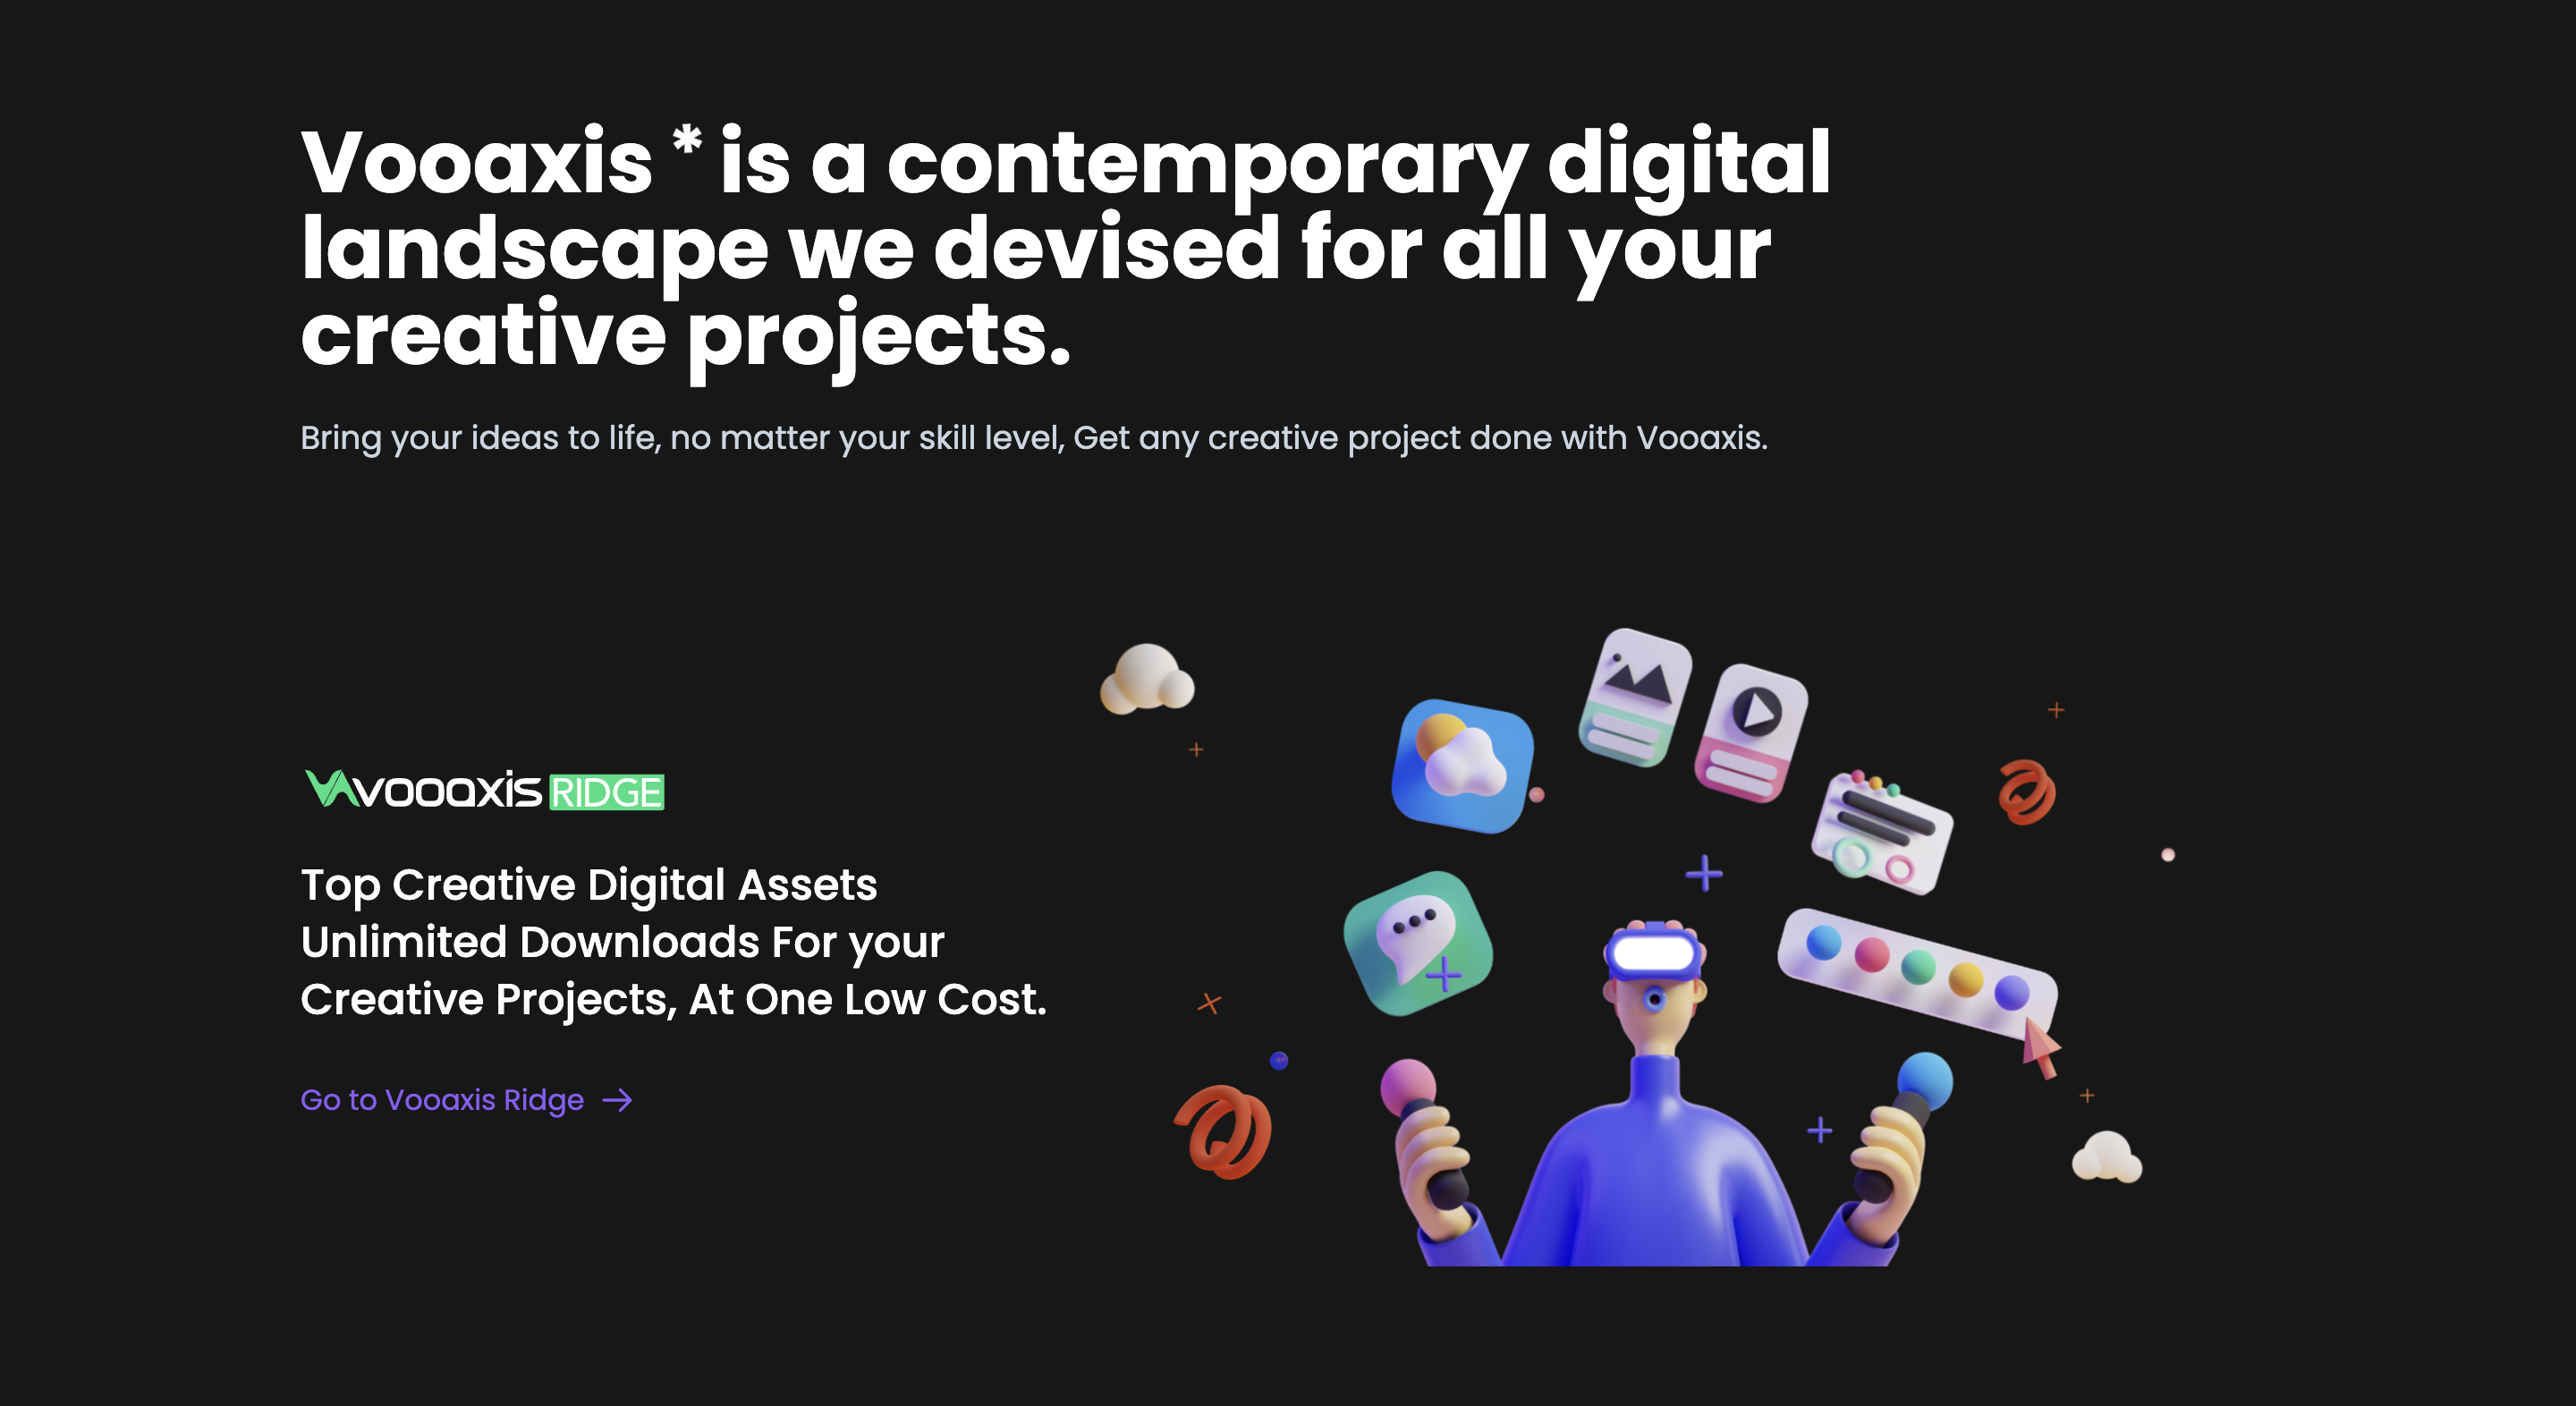 Vooaxis * is a contemporary digital
landscape we devised for all your
creative projects.
Bring your ideas to life, no matter your skill level, Get any creative project done with Vooaxis.
vooaxis RIDGE
Top Creative Digital Assets
Unlimited Downloads For your
Creative Projects, At One Low Cost.
Go to Vooaxis Ridge →